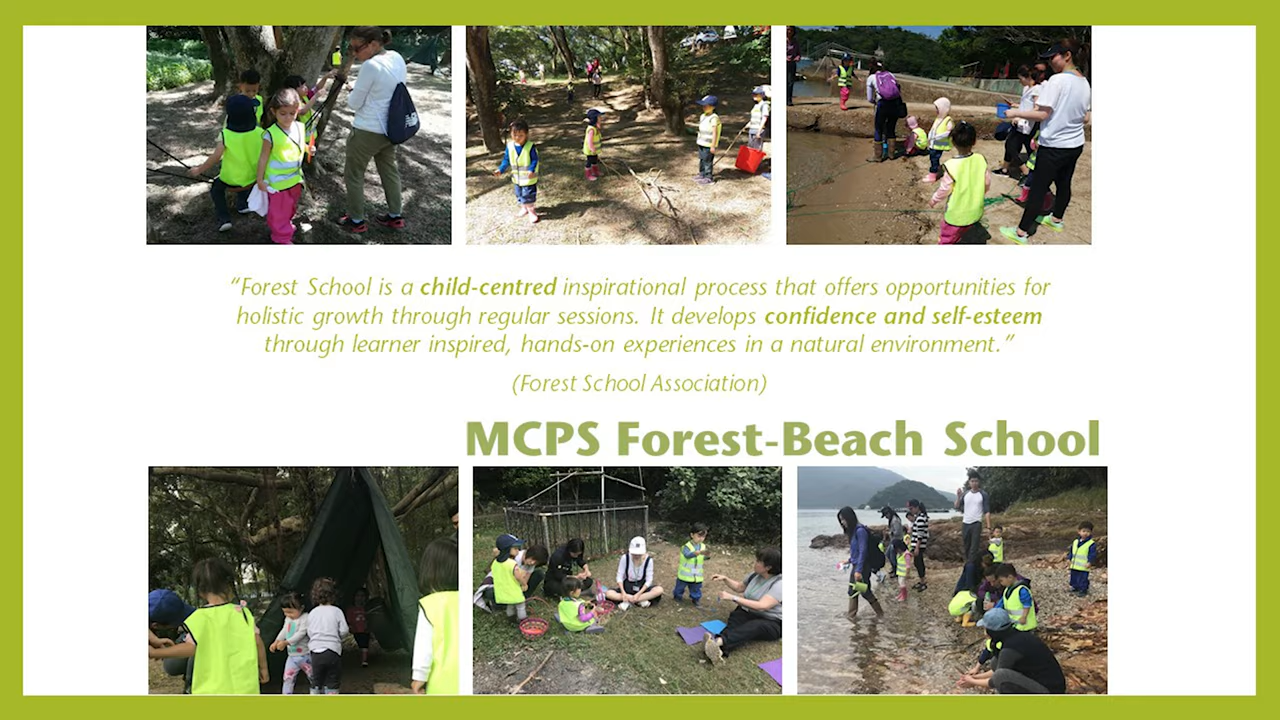 “Forest School is a child-centred inspirational process that offers opportunities for
holistic growth through regular sessions. It develops confidence and self-esteem
through learner inspired, hands-on experiences in a natural environment.”
(Forest School Association)
MCPS Forest-Beach School